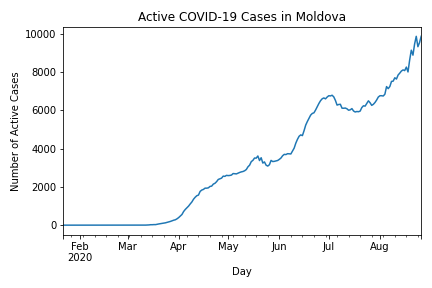 Active COVID-19 Cases in Moldova
Number of Active Cases
10000
8000
6000
4000
2000
0
Feb Mar Apr May Jun Jul Aug
2020
Day